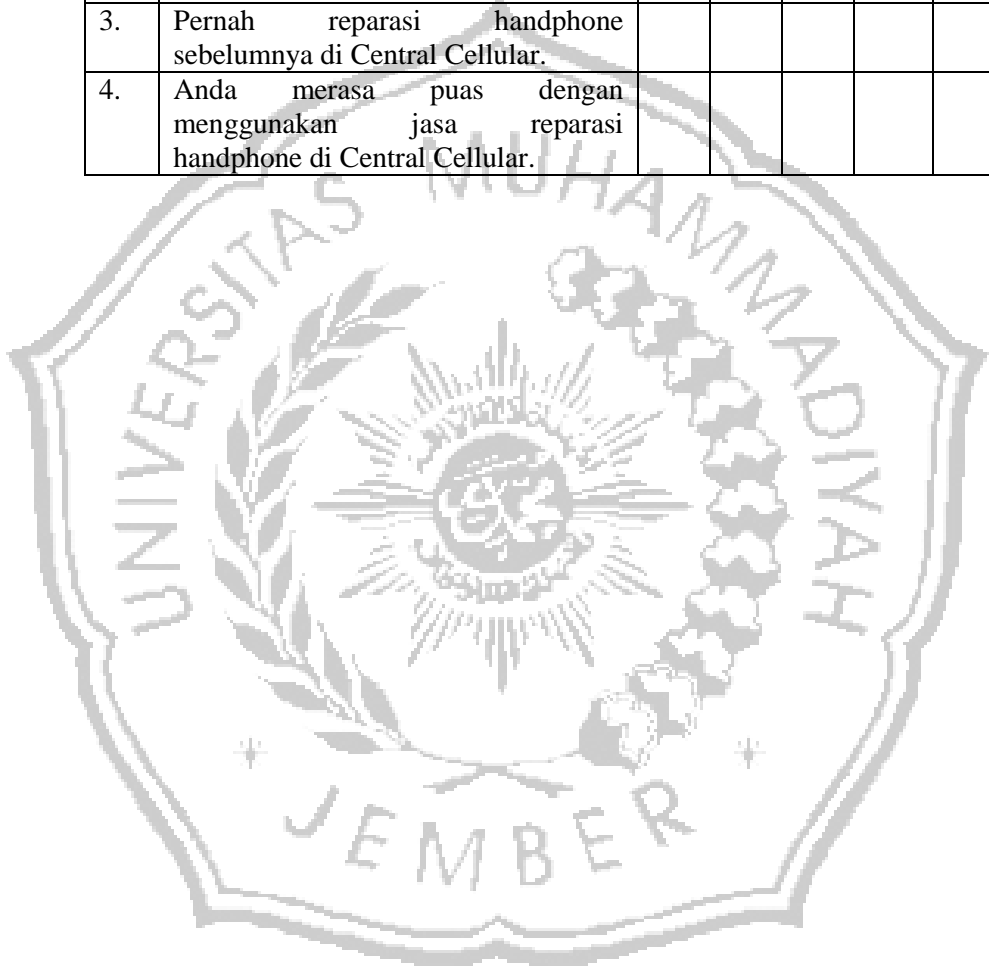 3. Pernah reparasi handphone
sebelumnya di Central Cellular.
4. Anda merasa puas dengan
menggunakan jasa reparasi
handphone di Central Cellular.
UNIVERSITAS MUHAMMADIYAH
JEMBER